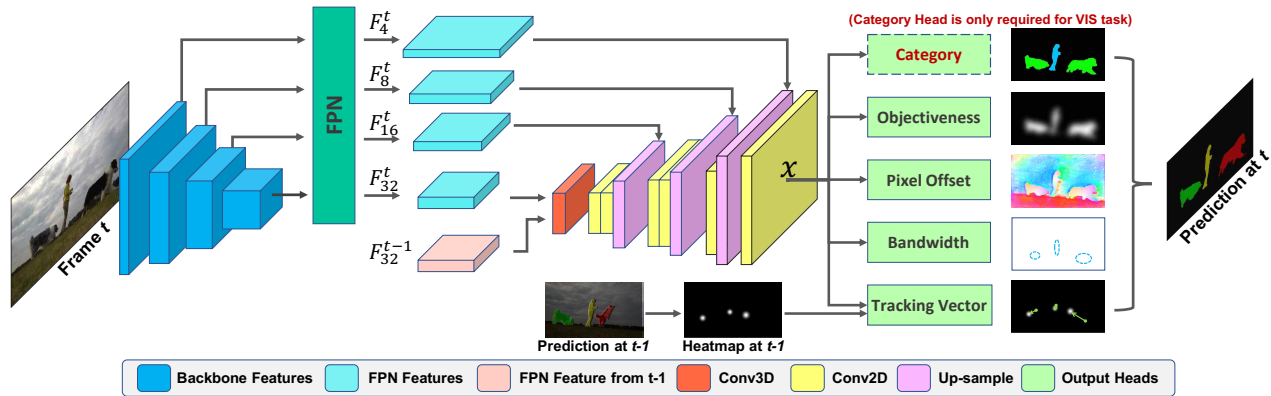 (Category Head is only required for VIS task)
Frame t
FPN
F_4^t
F_8^t
F_16^t
F_32^t
F_32^{t-1}
x
Category
Objectiveness
Pixel Offset
Bandwidth
Tracking Vector
Prediction at t
Prediction at t-1
Heatmap at t-1
Backbone Features
FPN Features
FPN Feature from t-1
Conv3D
Conv2D
Up-sample
Output Heads